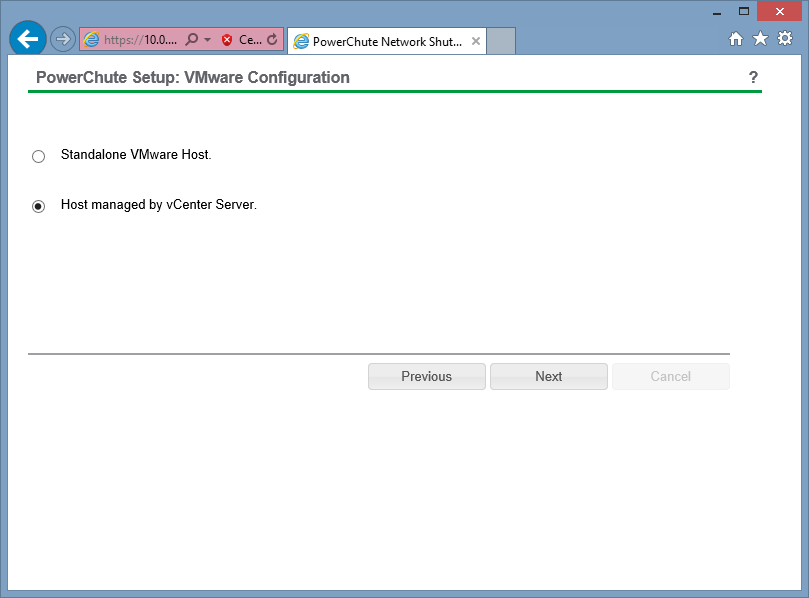 https://10.0.... Ce... PowerChute Network Shut...
PowerChute Setup: VMware Configuration ?
Standalone VMware Host.
Host managed by vCenter Server.
Previous Next Cancel